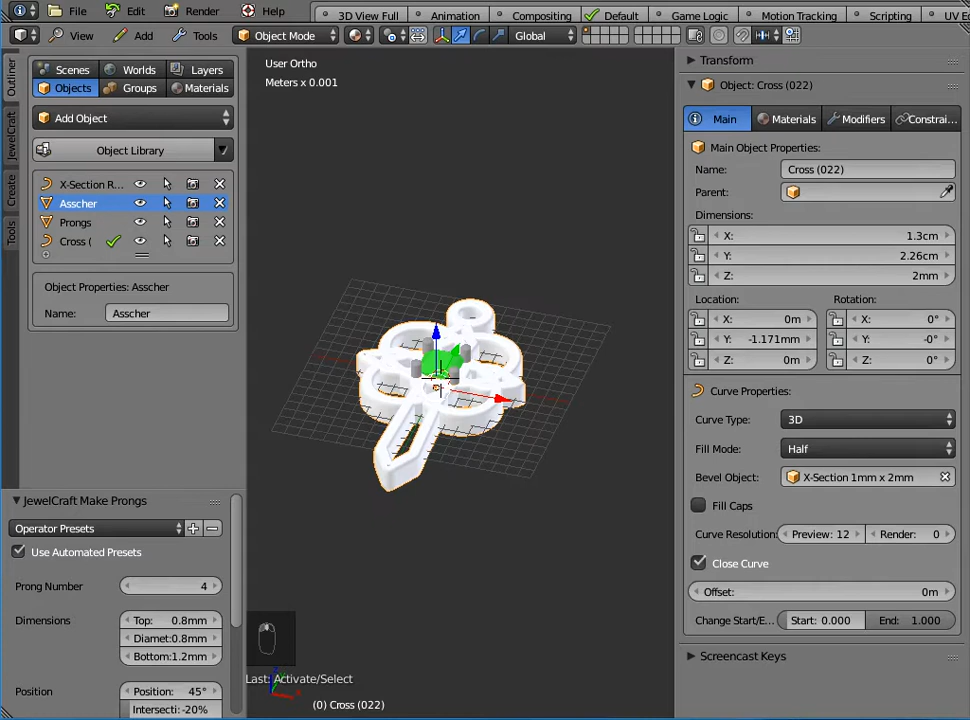 File Edit Render Help 3D View Full Animation Compositing Default Game Logic Motion Tracking Scripting UV E
View Add Tools Object Mode Global
Outliner
JewelCraft
Create
Tools
Scenes Worlds Layers
Objects Groups Materials
Add Object
Object Library
X-Section R...
Asscher
Prongs
Cross (
Object Properties: Asscher
Name: Asscher
JewelCraft Make Prongs
Operator Presets
Use Automated Presets
Prong Number 4
Dimensions Top: 0.8mm
Diamet:0.8mm
Bottom:1.2mm
Position Position: 45°
Intersecti:-20%
User Ortho
Meters x 0.001
Last: Activate/Select
(0) Cross (022)
Transform
Object: Cross (022)
Main Materials Modifiers Constrai...
Main Object Properties:
Name: Cross (022)
Parent:
Dimensions:
X: 1.3cm
Y: 2.26cm
Z: 2mm
Location: Rotation:
X: 0m X: 0°
Y: -1.171mm Y: -0°
Z: 0m Z: 0°
Curve Properties:
Curve Type: 3D
Fill Mode: Half
Bevel Object: X-Section 1mm x 2mm
Fill Caps
Curve Resolution: Preview: 12 Render: 0
Close Curve
Offset: 0m
Change Start/E... Start: 0.000 End: 1.000
Screencast Keys